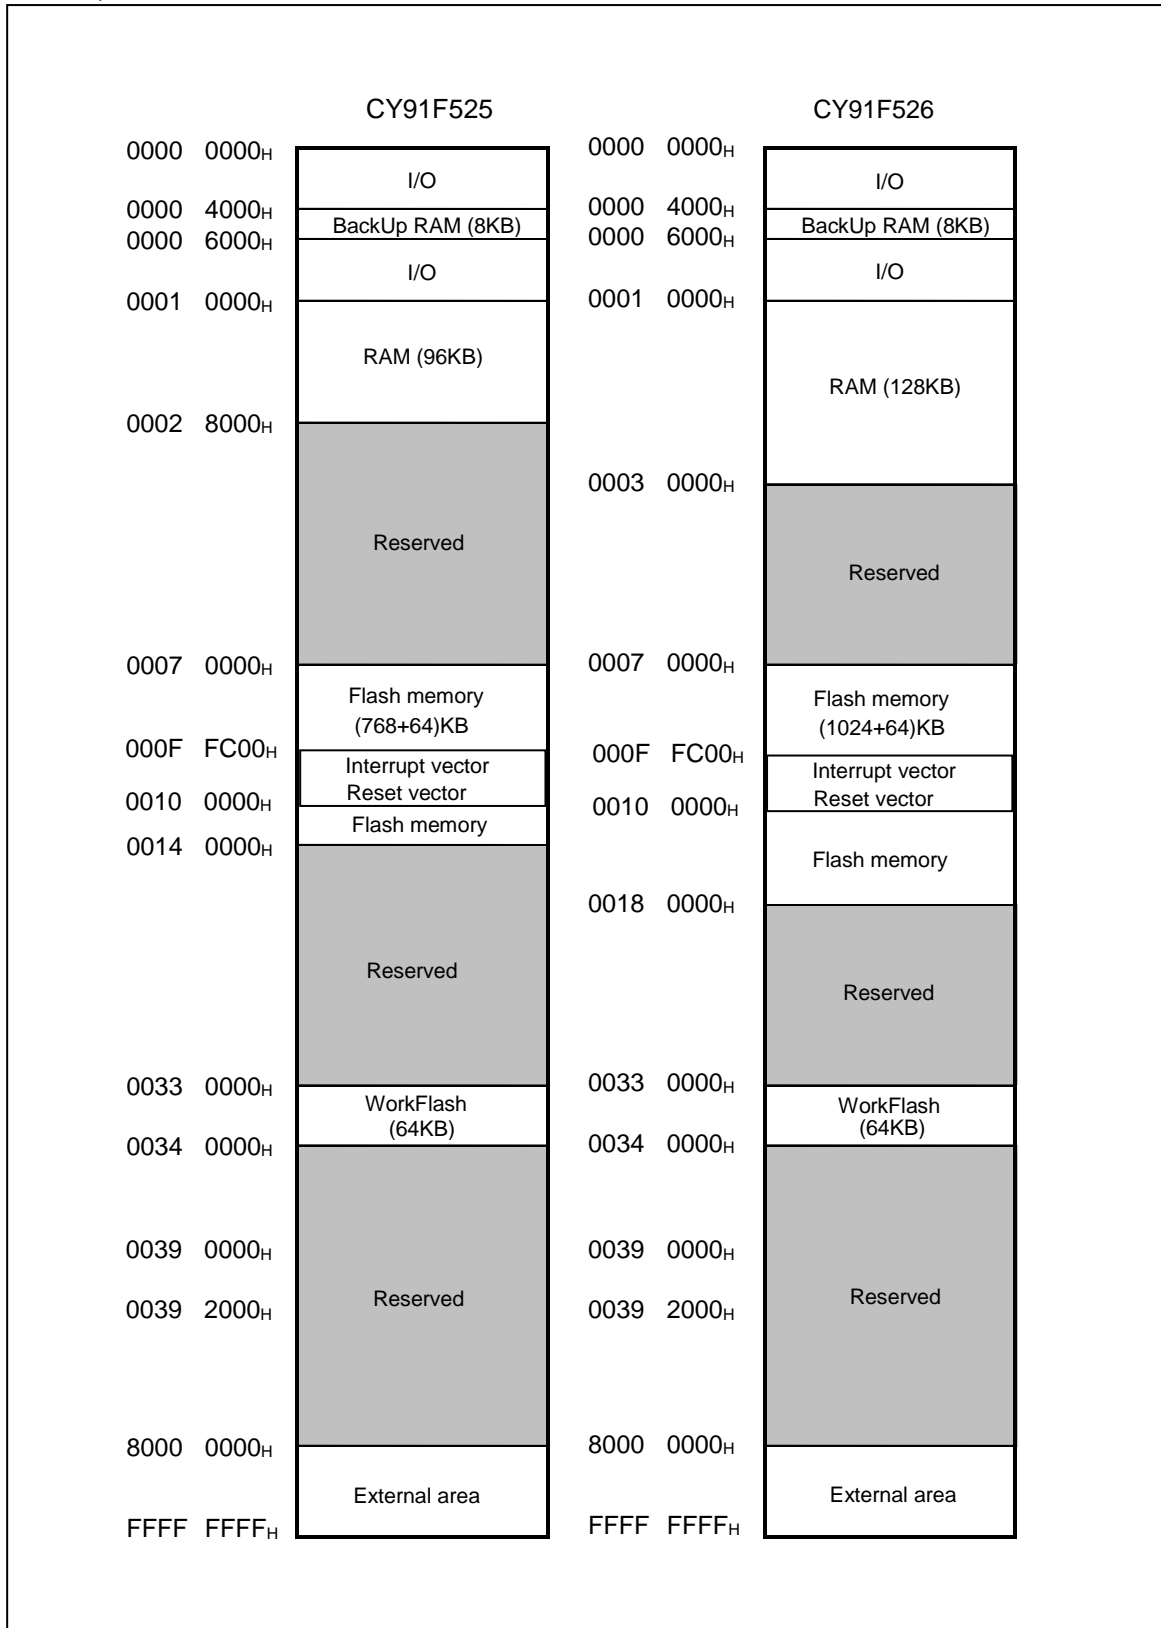 CY91F525
0000 0000H
I/O
0000 4000H
BackUp RAM (8KB)
0000 6000H
I/O
0001 0000H
RAM (96KB)
0002 8000H
Reserved
0007 0000H
Flash memory
(768+64)KB
000F FC00H
Interrupt vector
Reset vector
0010 0000H
Flash memory
0014 0000H
Reserved
0033 0000H
WorkFlash
(64KB)
0034 0000H
0039 0000H
Reserved
0039 2000H
8000 0000H
External area
FFFF FFFFH
CY91F526
0000 0000H
I/O
0000 4000H
BackUp RAM (8KB)
0000 6000H
I/O
0001 0000H
RAM (128KB)
0003 0000H
Reserved
0007 0000H
Flash memory
(1024+64)KB
000F FC00H
Interrupt vector
Reset vector
0010 0000H
Flash memory
0018 0000H
Reserved
0033 0000H
WorkFlash
(64KB)
0034 0000H
0039 0000H
Reserved
0039 2000H
8000 0000H
External area
FFFF FFFFH